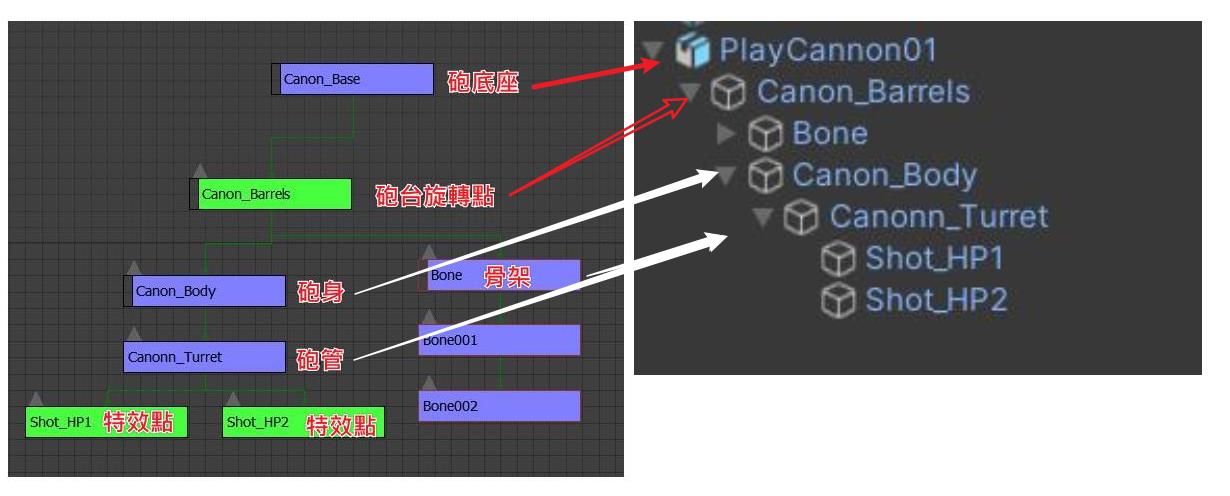 Canon_Base
砲底座
Canon_Barrels
砲台旋轉點
Canon_Body
砲身
Bone
骨架
Canonn_Turret
砲管
Bone001
Shot_HP1
特效點
Shot_HP2
特效點
Bone002
PlayCannon01
Canon_Barrels
Bone
Canon_Body
Canonn_Turret
Shot_HP1
Shot_HP2